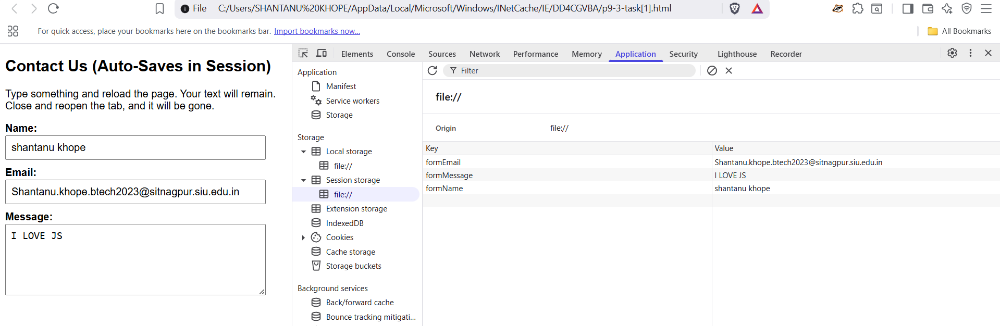 File C:/Users/SHANTANU%20KHOPE/AppData/Local/Microsoft/Windows/INetCache/IE/DD4CGVBA/p9-3-task[1].html
For quick access, place your bookmarks here on the bookmarks bar. Import bookmarks now...
All Bookmarks
Contact Us (Auto-Saves in Session)
Type something and reload the page. Your text will remain.
Close and reopen the tab, and it will be gone.
Name:
shantanu khope
Email:
Shantanu.khope.btech2023@sitnagpur.siu.edu.in
Message:
I LOVE JS
Elements Console Sources Network Performance Memory Application Security Lighthouse Recorder
Application
Manifest
Service workers
Storage
Storage
Local storage
file://
Session storage
file://
Extension storage
IndexedDB
Cookies
Cache storage
Storage buckets
Background services
Back/forward cache
Bounce tracking mitigati...
Filter
file://
Origin file://
Key Value
formEmail Shantanu.khope.btech2023@sitnagpur.siu.edu.in
formMessage I LOVE JS
formName shantanu khope